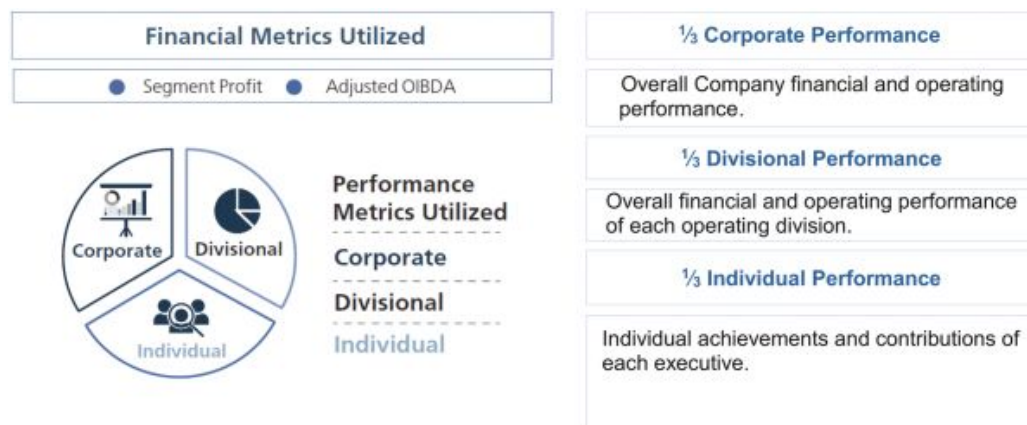 Financial Metrics Utilized
Segment Profit
Adjusted OIBDA
Corporate
Divisional
Individual
Performance
Metrics Utilized
Corporate
Divisional
Individual
⅓ Corporate Performance
Overall Company financial and operating
performance.
⅓ Divisional Performance
Overall financial and operating performance
of each operating division.
⅓ Individual Performance
Individual achievements and contributions of
each executive.